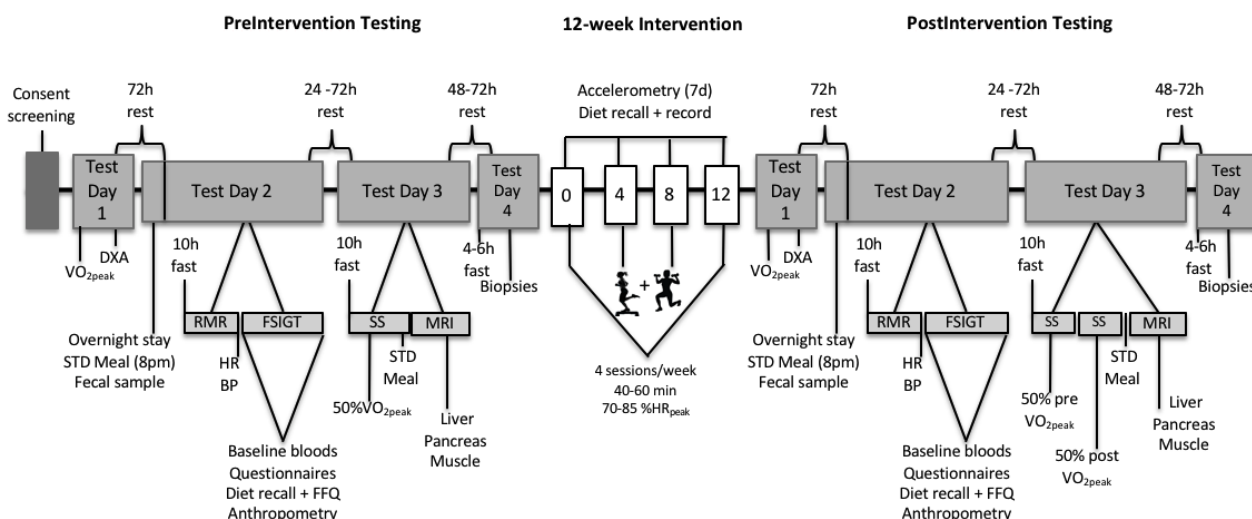 PreIntervention Testing
12-week Intervention
PostIntervention Testing
Consent
screening
72h
rest
24 -72h
rest
48-72h
rest
Accelerometry (7d)
Diet recall + record
72h
rest
24 -72h
rest
48-72h
rest
Test
Day
1
Test Day 2
Test Day 3
Test
Day
4
0
4
8
12
Test
Day
1
Test Day 2
Test Day 3
Test
Day
4
VO2peak
DXA
10h
fast
10h
fast
4-6h
fast
Biopsies
+
VO2peak
DXA
10h
fast
10h
fast
4-6h
fast
Biopsies
RMR
FSIGT
SS
MRI
RMR
FSIGT
SS
SS
MRI
Overnight stay
STD Meal (8pm)
Fecal sample
HR
BP
STD
Meal
50%VO2peak
Liver
Pancreas
Muscle
Baseline bloods
Questionnaires
Diet recall + FFQ
Anthropometry
4 sessions/week
40-60 min
70-85 %HRpeak
Overnight stay
STD Meal (8pm)
Fecal sample
HR
BP
STD
Meal
50% pre
VO2peak
50% post
VO2peak
Liver
Pancreas
Muscle
Baseline bloods
Questionnaires
Diet recall + FFQ
Anthropometry